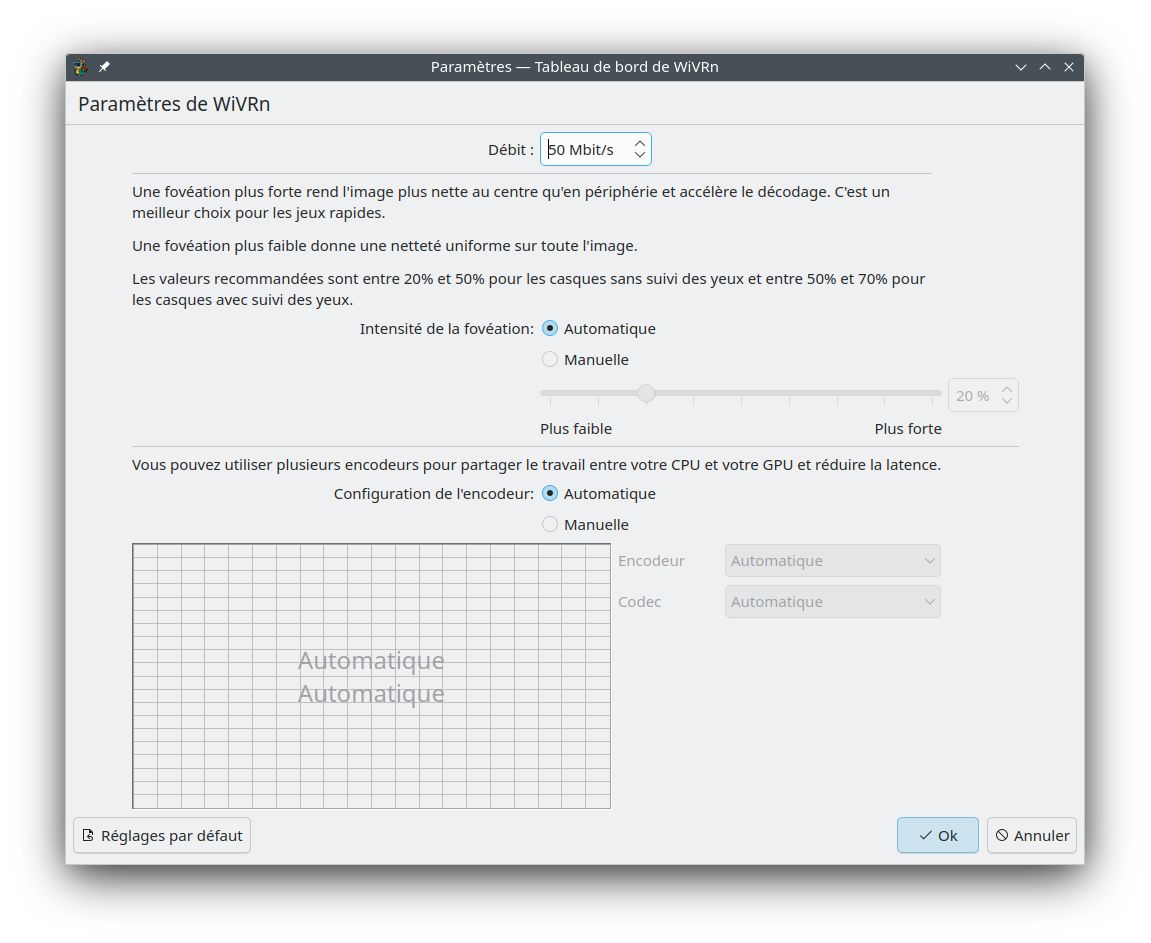 Paramètres — Tableau de bord de WiVRn
Paramètres de WiVRn
Débit : 50 Mbit/s
Une fovéation plus forte rend l'image plus nette au centre qu'en périphérie et accélère le décodage. C'est un
meilleur choix pour les jeux rapides.
Une fovéation plus faible donne une netteté uniforme sur toute l'image.
Les valeurs recommandées sont entre 20% et 50% pour les casques sans suivi des yeux et entre 50% et 70% pour
les casques avec suivi des yeux.
Intensité de la fovéation: Automatique
Manuelle
20 %
Plus faible Plus forte
Vous pouvez utiliser plusieurs encodeurs pour partager le travail entre votre CPU et votre GPU et réduire la latence.
Configuration de l'encodeur: Automatique
Manuelle
Encodeur Automatique
Codec Automatique
Automatique
Automatique
Réglages par défaut Ok Annuler